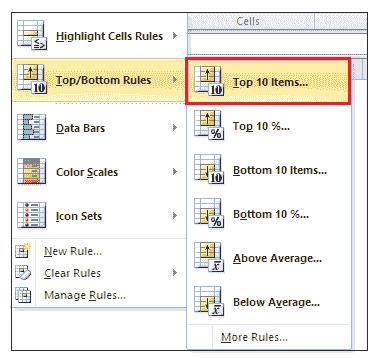 Cells
Highlight Cells Rules
Top/Bottom Rules
Data Bars
Color Scales
Icon Sets
New Rule...
Clear Rules
Manage Rules...
Top 10 Items...
Top 10 %...
Bottom 10 Items...
Bottom 10 %...
Above Average...
Below Average...
More Rules...